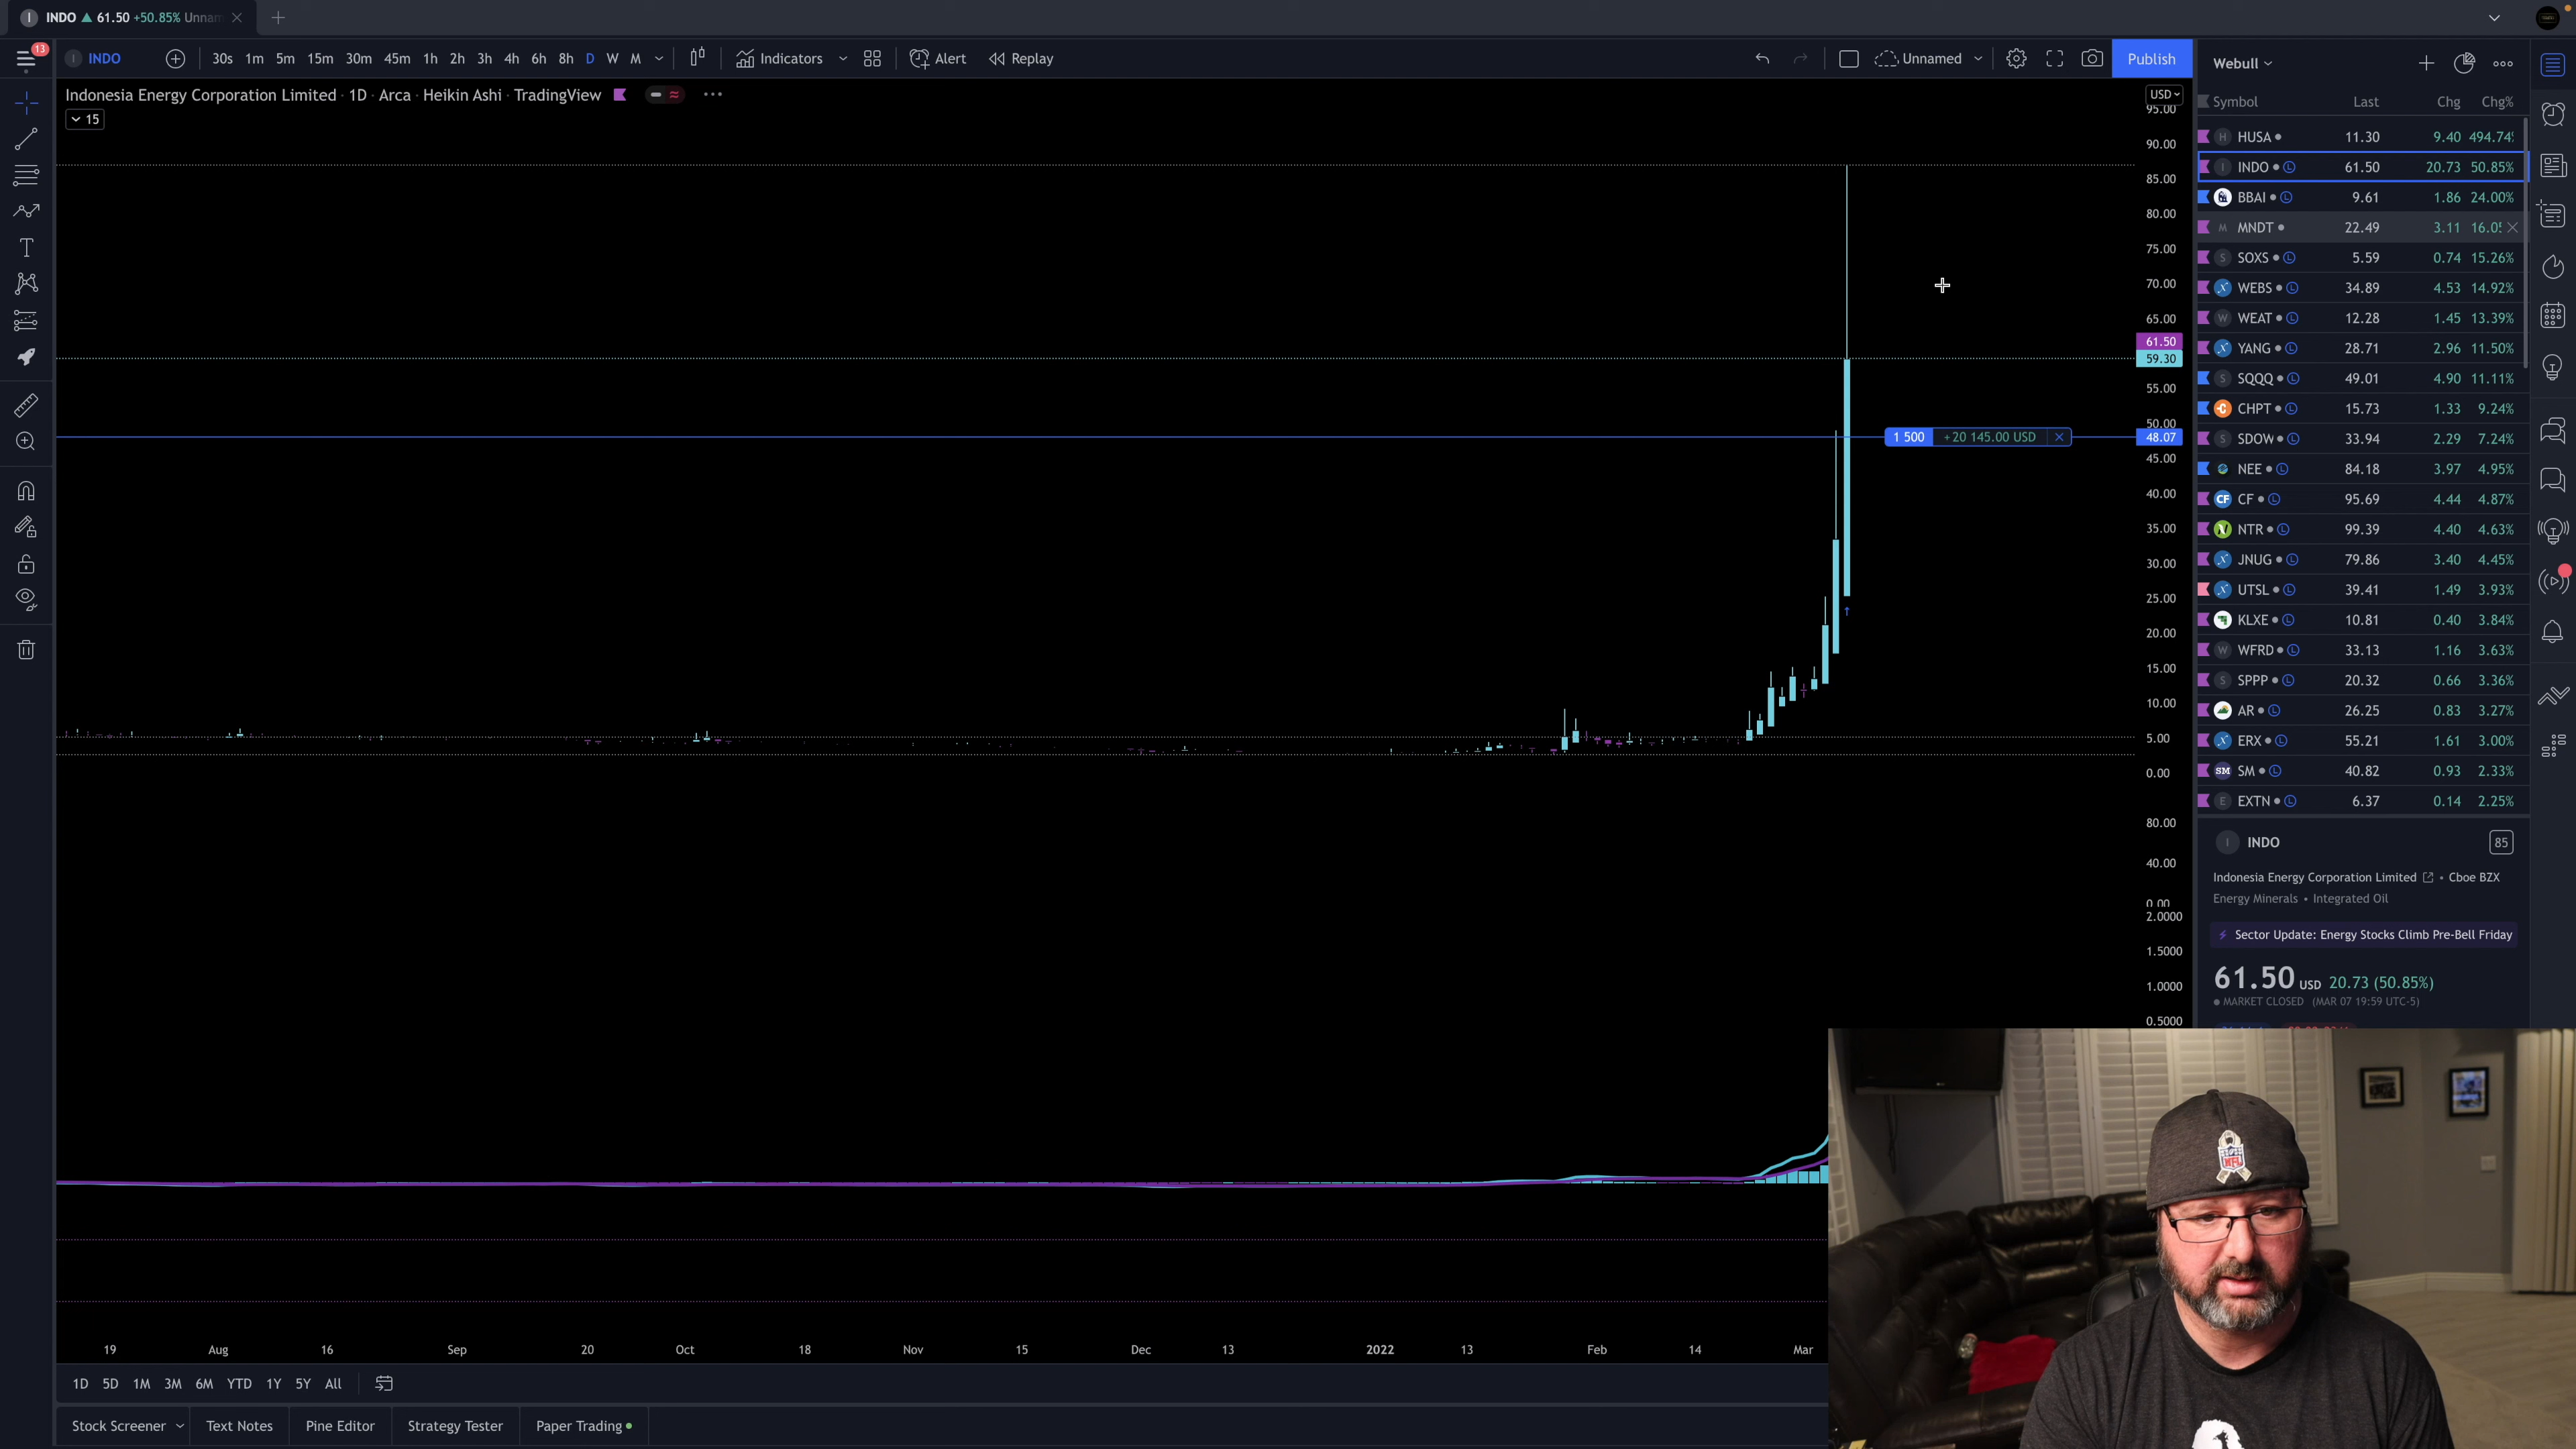 INDO ▲ 61.50 +50.85% Unnam
13
INDO 30s 1m 5m 15m 30m 45m 1h 2h 3h 4h 6h 8h D W M Indicators Alert Replay Unnamed Publish
Indonesia Energy Corporation Limited · 1D · Arca · Heikin Ashi · TradingView
15
USD
95.00
90.00
85.00
80.00
75.00
70.00
65.00
61.50
59.30
55.00
50.00
1 500 +20 145.00 USD 48.07
45.00
40.00
35.00
30.00
25.00
20.00
15.00
10.00
5.00
0.00
80.00
40.00
0.00
2.0000
1.5000
1.0000
0.5000
19 Aug 16 Sep 20 Oct 18 Nov 15 Dec 13 2022 13 Feb 14 Mar
1D 5D 1M 3M 6M YTD 1Y 5Y All
Stock Screener Text Notes Pine Editor Strategy Tester Paper Trading
Webull
Symbol Last Chg Chg%
H HUSA 11.30 9.40 494.74%
I INDO L 61.50 20.73 50.85%
BBAI L 9.61 1.86 24.00%
M MNDT 22.49 3.11 16.05
S SOXS L 5.59 0.74 15.26%
WEBS L 34.89 4.53 14.92%
W WEAT L 12.28 1.45 13.39%
YANG L 28.71 2.96 11.50%
S SQQQ L 49.01 4.90 11.11%
CHPT L 15.73 1.33 9.24%
S SDOW L 33.94 2.29 7.24%
NEE L 84.18 3.97 4.95%
CF CF L 95.69 4.44 4.87%
NTR L 99.39 4.40 4.63%
JNUG L 79.86 3.40 4.45%
UTSL L 39.41 1.49 3.93%
KLXE L 10.81 0.40 3.84%
W WFRD L 33.13 1.16 3.63%
S SPPP L 20.32 0.66 3.36%
AR L 26.25 0.83 3.27%
ERX L 55.21 1.61 3.00%
SM SM L 40.82 0.93 2.33%
E EXTN L 6.37 0.14 2.25%
I INDO 85
Indonesia Energy Corporation Limited • Cboe BZX
Energy Minerals • Integrated Oil
Sector Update: Energy Stocks Climb Pre-Bell Friday
61.50 USD 20.73 (50.85%)
MARKET CLOSED (MAR 07 19:59 UTC-5)
NFL